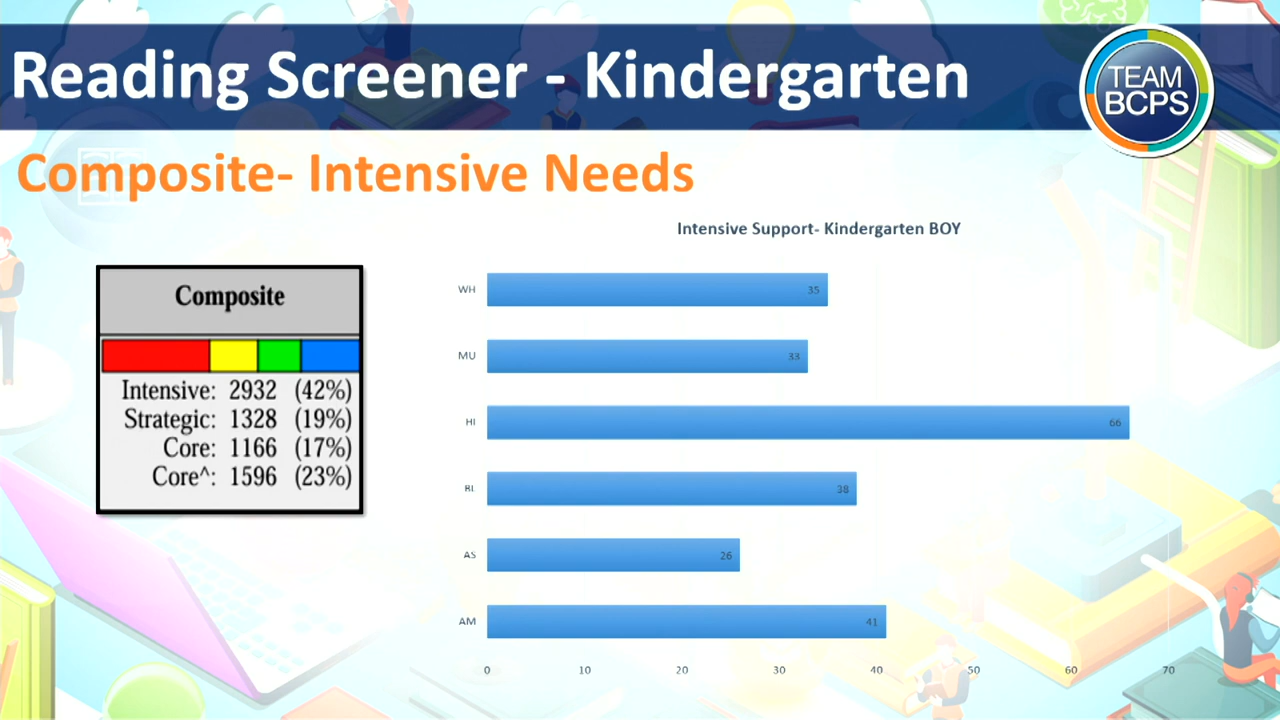 Reading Screener - Kindergarten
TEAM
BCPS
Composite- Intensive Needs
Intensive Support- Kindergarten BOY
Composite
Intensive: 2932 (42%)
Strategic: 1328 (19%)
Core: 1166 (17%)
Core^: 1596 (23%)
WH 35
MU 33
HI 66
BL 38
AS 26
AM 41
0 10 20 30 40 50 60 70